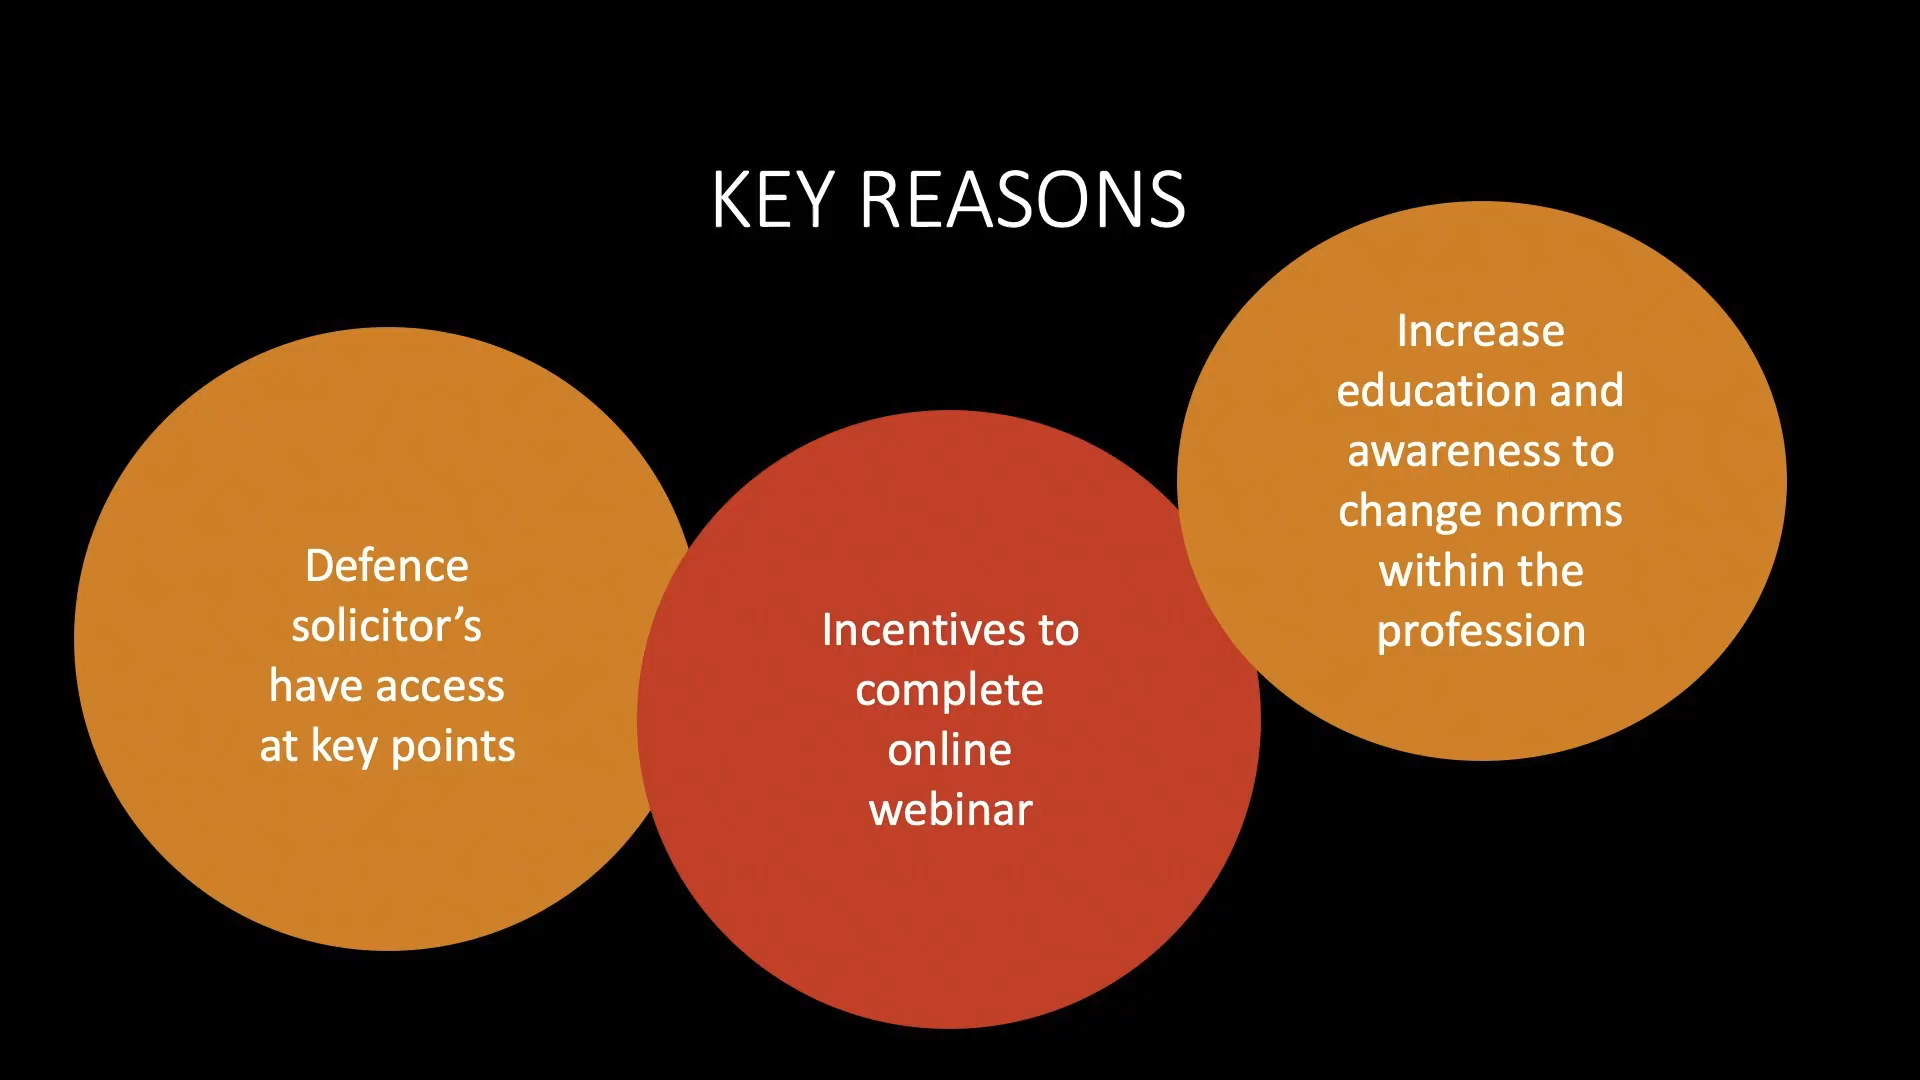 KEY REASONS
Defence
solicitor’s
have access
at key points
Incentives to
complete
online
webinar
Increase
education and
awareness to
change norms
within the
profession